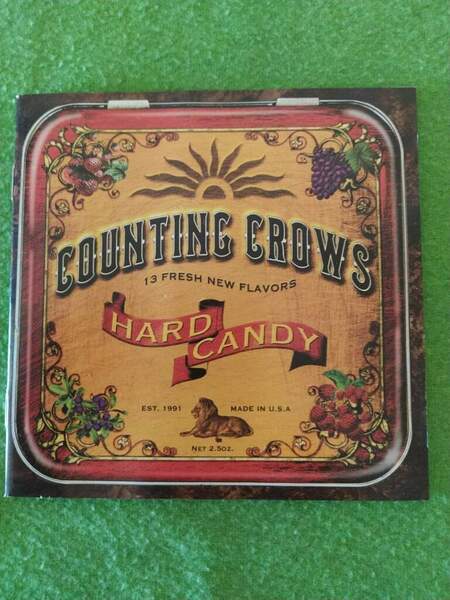 COUNTING CROWS
13 FRESH NEW FLAVORS
HARD
CANDY
EST. 1991 MADE IN U.S.A
NET 2.5OZ.